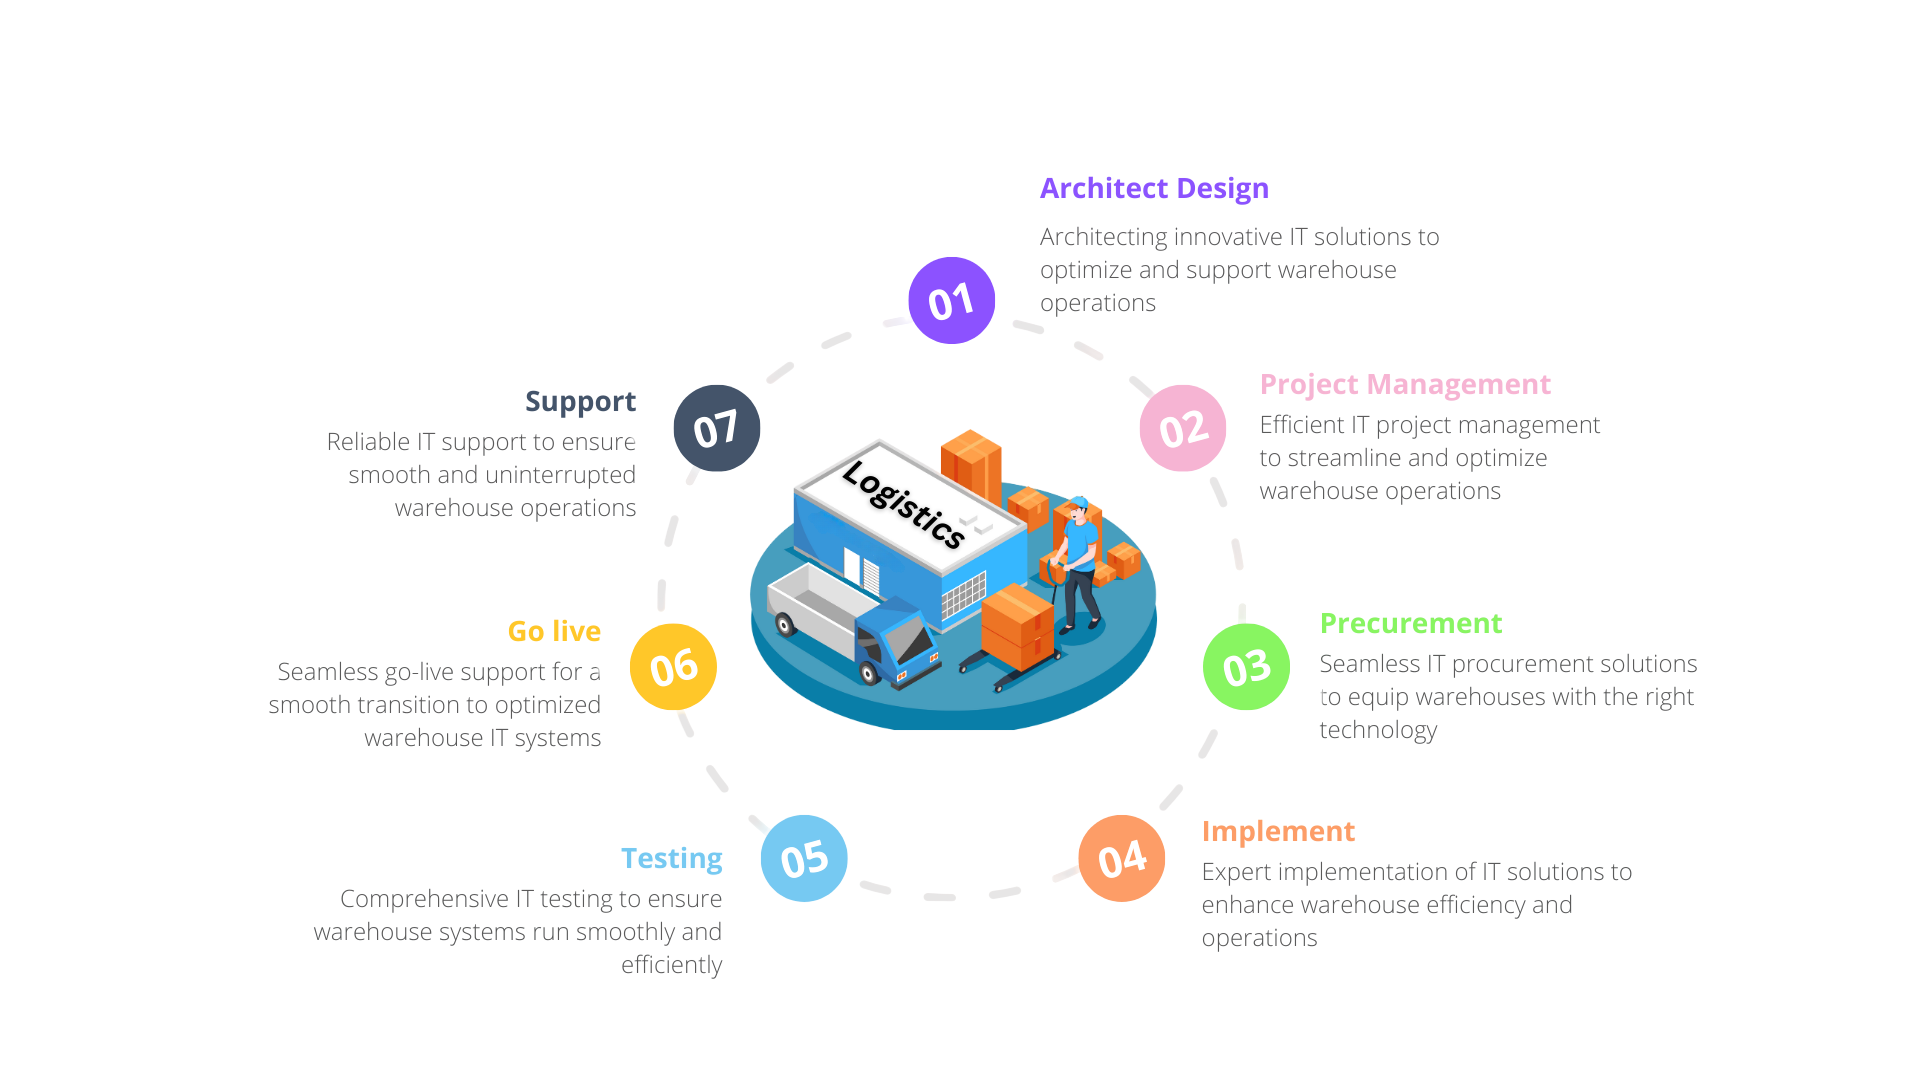 01
Architect Design
Architecting innovative IT solutions to
optimize and support warehouse
operations
02
Project Management
Efficient IT project management
to streamline and optimize
warehouse operations
03
Procurement
Seamless IT procurement solutions
to equip warehouses with the right
technology
04
Implement
Expert implementation of IT solutions to
enhance warehouse efficiency and
operations
05
Testing
Comprehensive IT testing to ensure
warehouse systems run smoothly and
efficiently
06
Go live
Seamless go-live support for a
smooth transition to optimized
warehouse IT systems
07
Support
Reliable IT support to ensure
smooth and uninterrupted
warehouse operations
Logistics